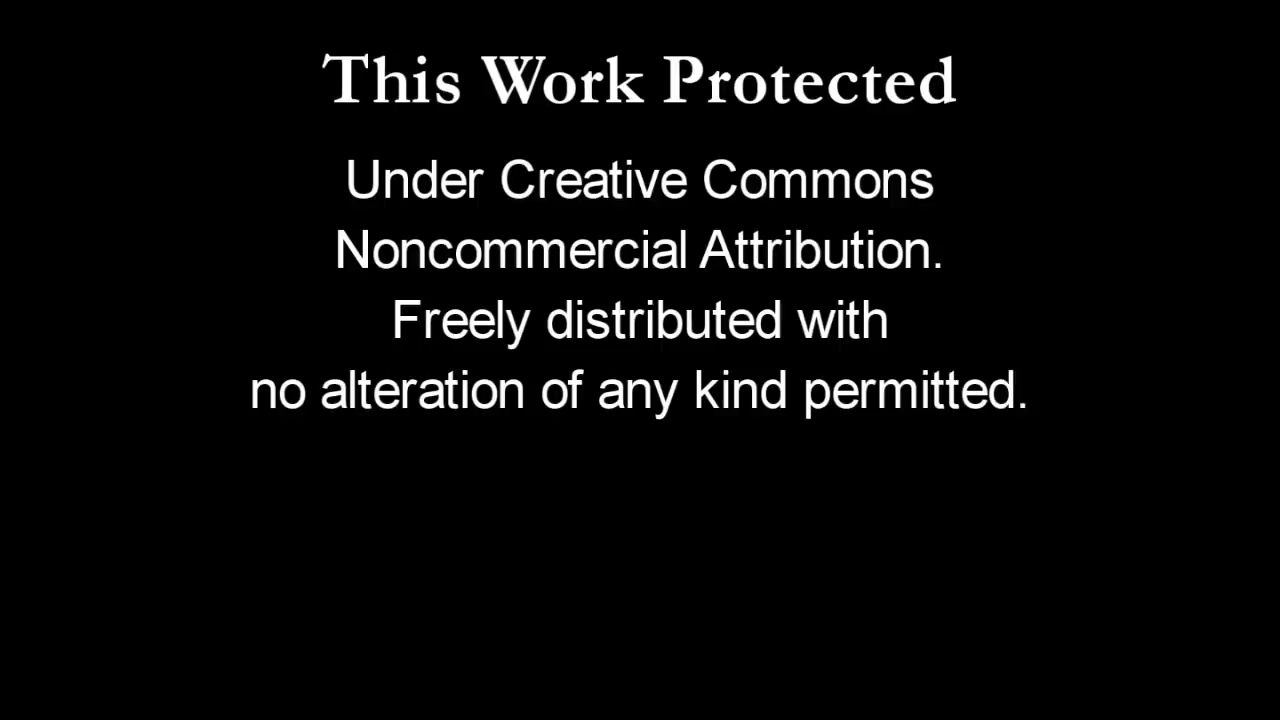 This Work Protected
Under Creative Commons
Noncommercial Attribution.
Freely distributed with
no alteration of any kind permitted.